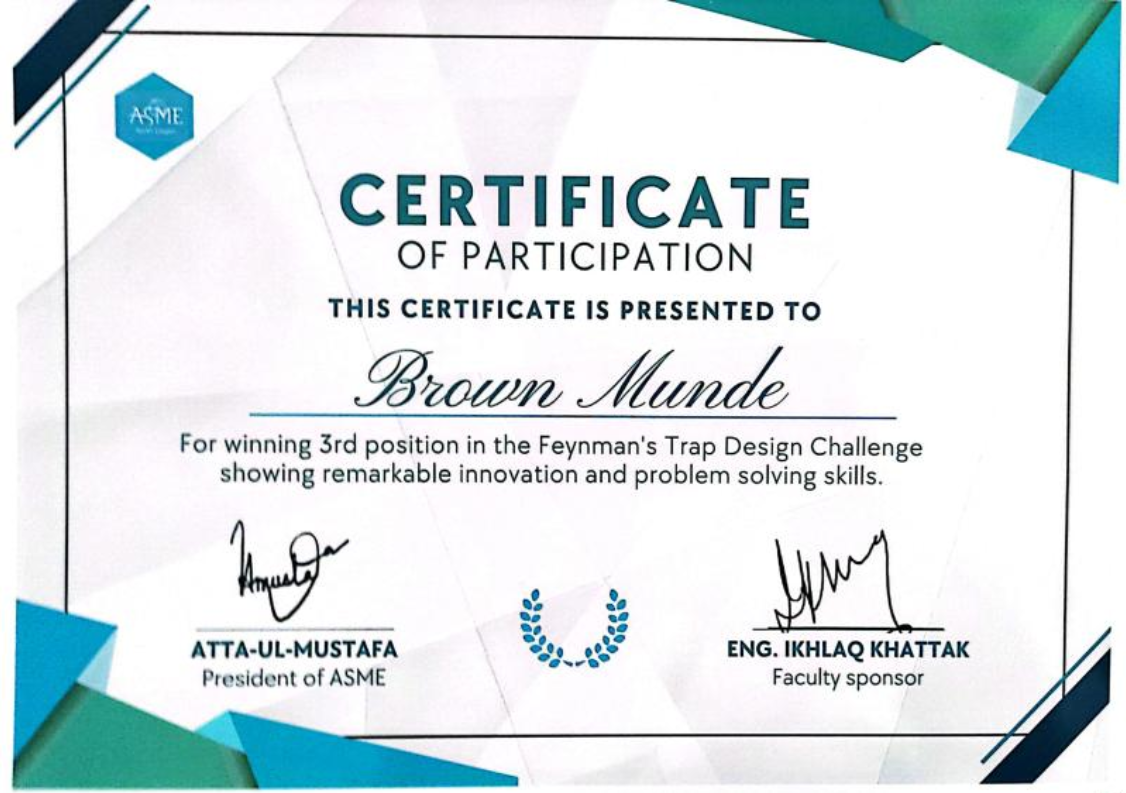 ASME
CERTIFICATE
OF PARTICIPATION
THIS CERTIFICATE IS PRESENTED TO
Brown Munde
For winning 3rd position in the Feynman's Trap Design Challenge
showing remarkable innovation and problem solving skills.
ATTA-UL-MUSTAFA
President of ASME
ENG. IKHLAQ KHATTAK
Faculty sponsor